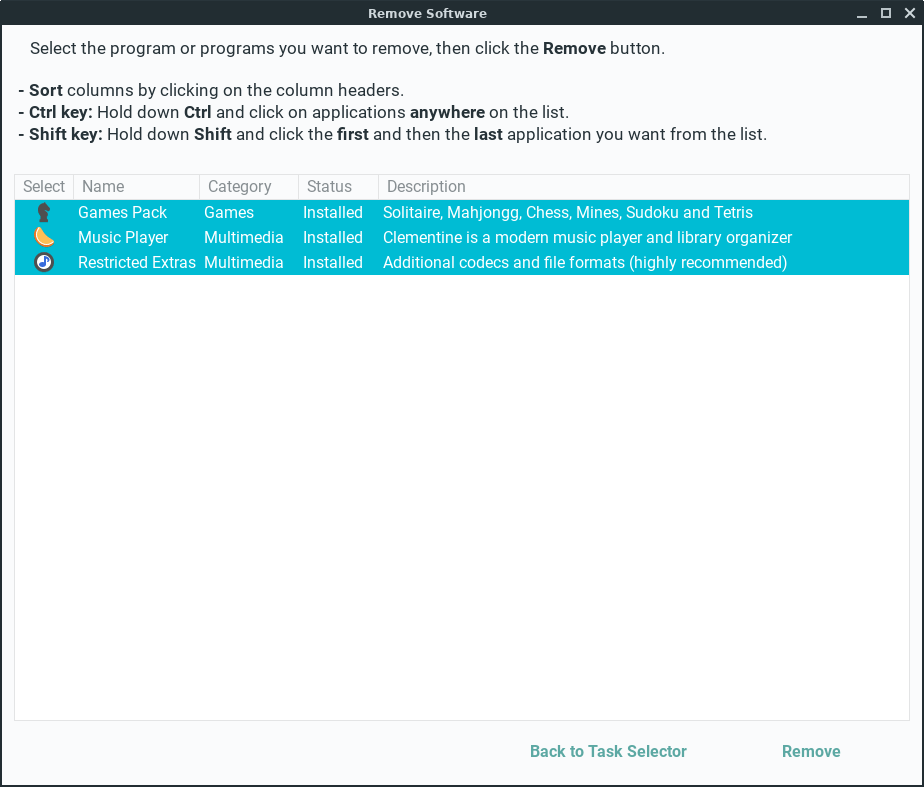 Remove Software
Select the program or programs you want to remove, then click the Remove button.
- Sort columns by clicking on the column headers.
- Ctrl key: Hold down Ctrl and click on applications anywhere on the list.
- Shift key: Hold down Shift and click the first and then the last application you want from the list.
Select Name Category Status Description
Games Pack Games Installed Solitaire, Mahjongg, Chess, Mines, Sudoku and Tetris
Music Player Multimedia Installed Clementine is a modern music player and library organizer
Restricted Extras Multimedia Installed Additional codecs and file formats (highly recommended)
Back to Task Selector Remove